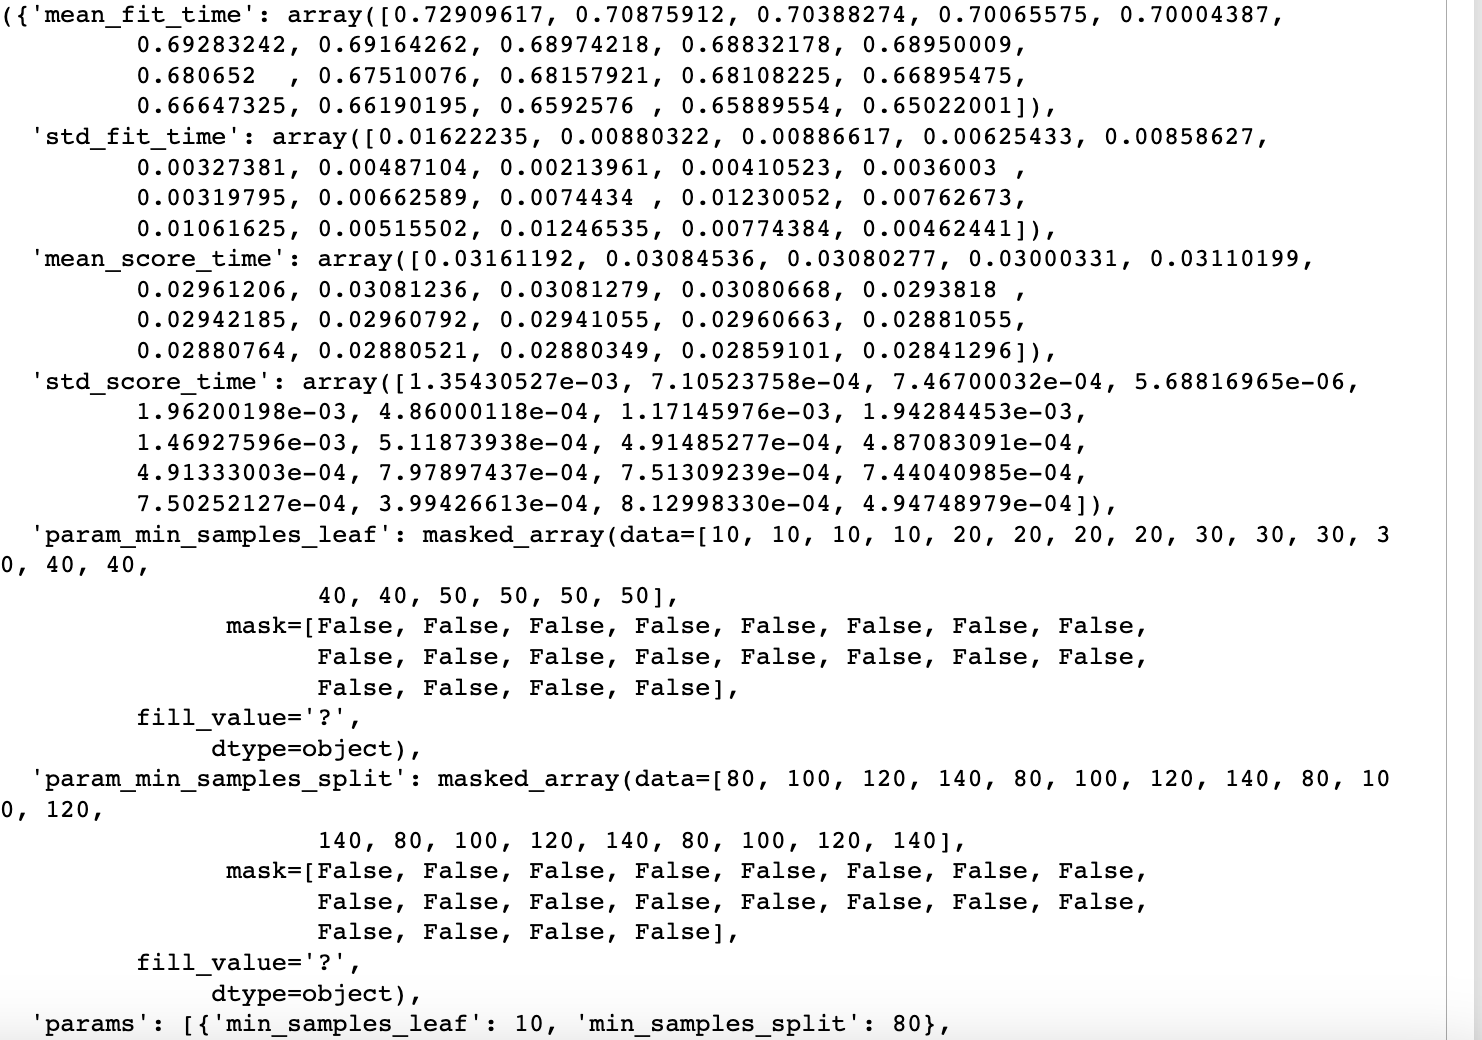 ({'mean_fit_time': array([0.72909617, 0.70875912, 0.70388274, 0.70065575, 0.70004387,
0.69283242, 0.69164262, 0.68974218, 0.68832178, 0.68950009,
0.680652  , 0.67510076, 0.68157921, 0.68108225, 0.66895475,
0.66647325, 0.66190195, 0.6592576 , 0.65889554, 0.65022001]),
'std_fit_time': array([0.01622235, 0.00880322, 0.00886617, 0.00625433, 0.00858627,
0.00327381, 0.00487104, 0.00213961, 0.00410523, 0.0036003 ,
0.00319795, 0.00662589, 0.0074434 , 0.01230052, 0.00762673,
0.01061625, 0.00515502, 0.01246535, 0.00774384, 0.00462441]),
'mean_score_time': array([0.03161192, 0.03084536, 0.03080277, 0.03000331, 0.03110199,
0.02961206, 0.03081236, 0.03081279, 0.03080668, 0.0293818 ,
0.02942185, 0.02960792, 0.02941055, 0.02960663, 0.02881055,
0.02880764, 0.02880521, 0.02880349, 0.02859101, 0.02841296]),
'std_score_time': array([1.35430527e-03, 7.10523758e-04, 7.46700032e-04, 5.68816965e-06,
1.96200198e-03, 4.86000118e-04, 1.17145976e-03, 1.94284453e-03,
1.46927596e-03, 5.11873938e-04, 4.91485277e-04, 4.87083091e-04,
4.91333003e-04, 7.97897437e-04, 7.51309239e-04, 7.44040985e-04,
7.50252127e-04, 3.99426613e-04, 8.12998330e-04, 4.94748979e-04]),
'param_min_samples_leaf': masked_array(data=[10, 10, 10, 10, 20, 20, 20, 20, 30, 30, 30, 3
0, 40, 40,
40, 40, 50, 50, 50, 50],
mask=[False, False, False, False, False, False, False, False,
False, False, False, False, False, False, False, False,
False, False, False, False],
fill_value='?',
dtype=object),
'param_min_samples_split': masked_array(data=[80, 100, 120, 140, 80, 100, 120, 140, 80, 10
0, 120,
140, 80, 100, 120, 140, 80, 100, 120, 140],
mask=[False, False, False, False, False, False, False, False,
False, False, False, False, False, False, False, False,
False, False, False, False],
fill_value='?',
dtype=object),
'params': [{'min_samples_leaf': 10, 'min_samples_split': 80},